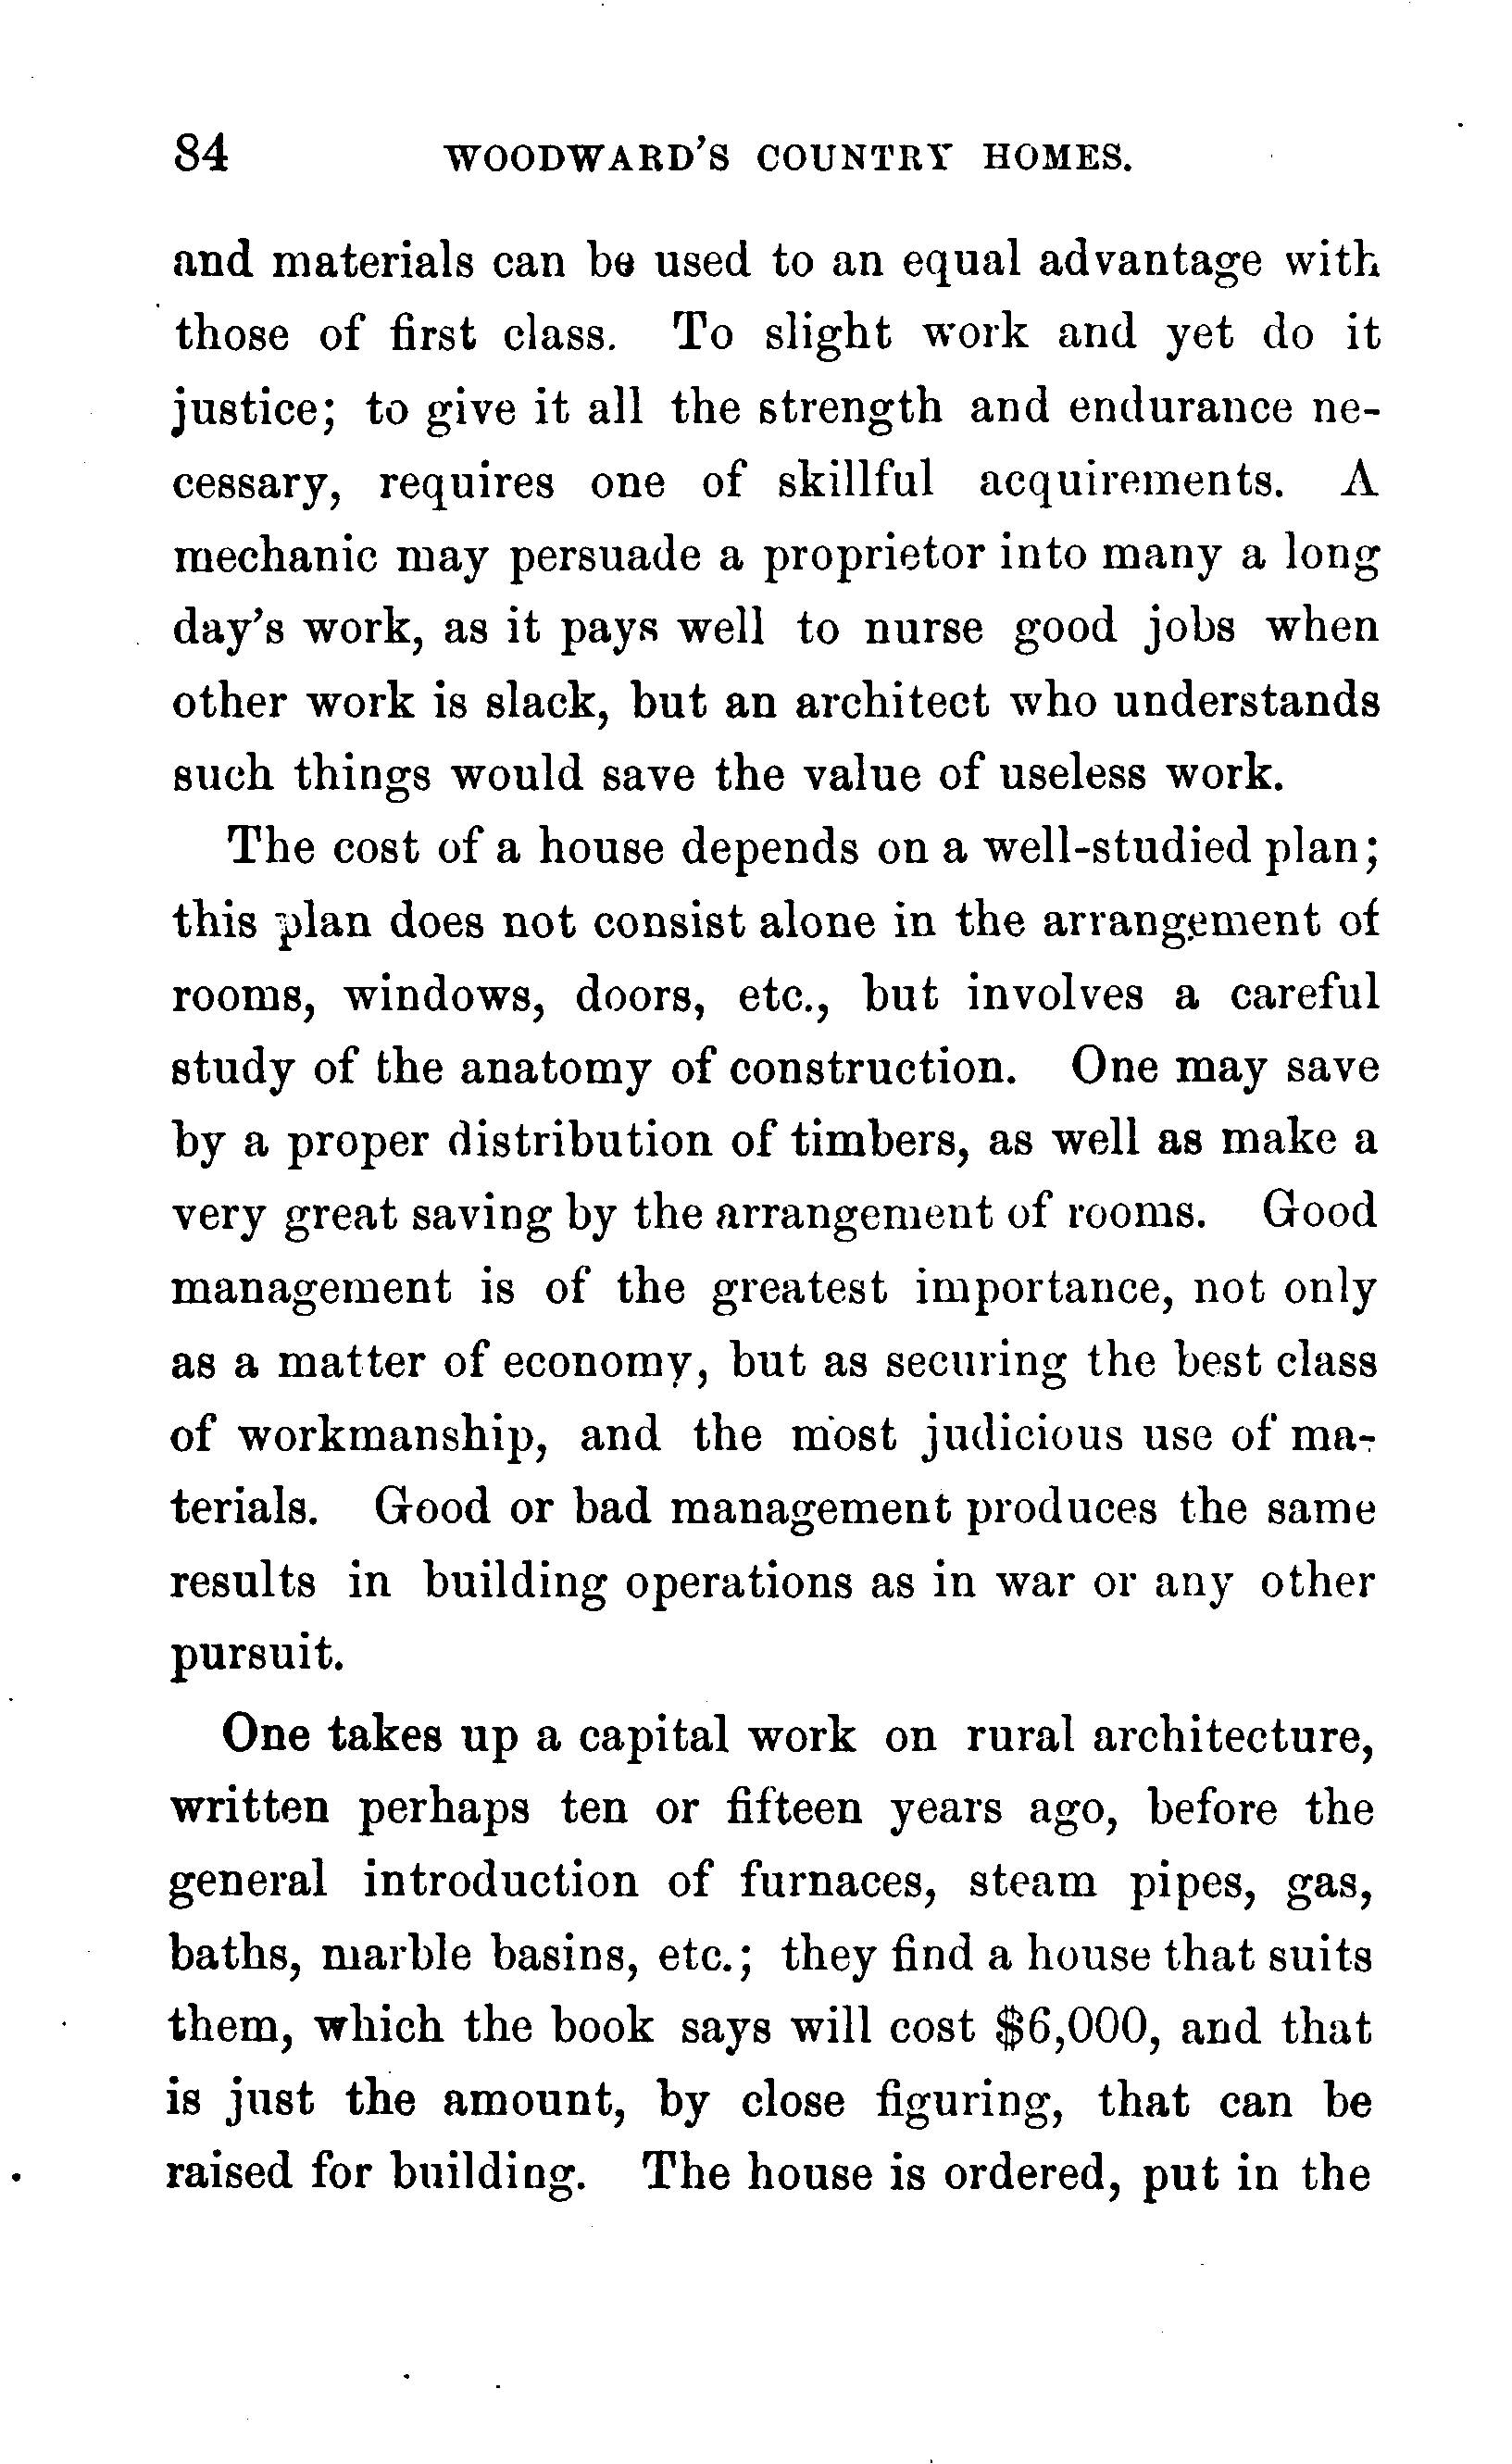 84 WOODWARD'S COUNTRY HOMES.
and materials can be used to an equal advantage with
those of first class. To slight work and yet do it
justice; to give it all the strength and endurance ne-
cessary, requires one of skillful acquirements. A
mechanic may persuade a proprietor into many a long
day's work, as it pays well to nurse good jobs when
other work is slack, but an architect who understands
such things would save the value of useless work.
The cost of a house depends on a well-studied plan;
this plan does not consist alone in the arrangement of
rooms, windows, doors, etc., but involves a careful
study of the anatomy of construction. One may save
by a proper distribution of timbers, as well as make a
very great saving by the arrangement of rooms. Good
management is of the greatest importance, not only
as a matter of economy, but as securing the best class
of workmanship, and the most judicious use of ma-
terials. Good or bad management produces the same
results in building operations as in war or any other
pursuit.
One takes up a capital work on rural architecture,
written perhaps ten or fifteen years ago, before the
general introduction of furnaces, steam pipes, gas,
baths, marble basins, etc.; they find a house that suits
them, which the book says will cost $6,000, and that
is just the amount, by close figuring, that can be
raised for building. The house is ordered, put in the